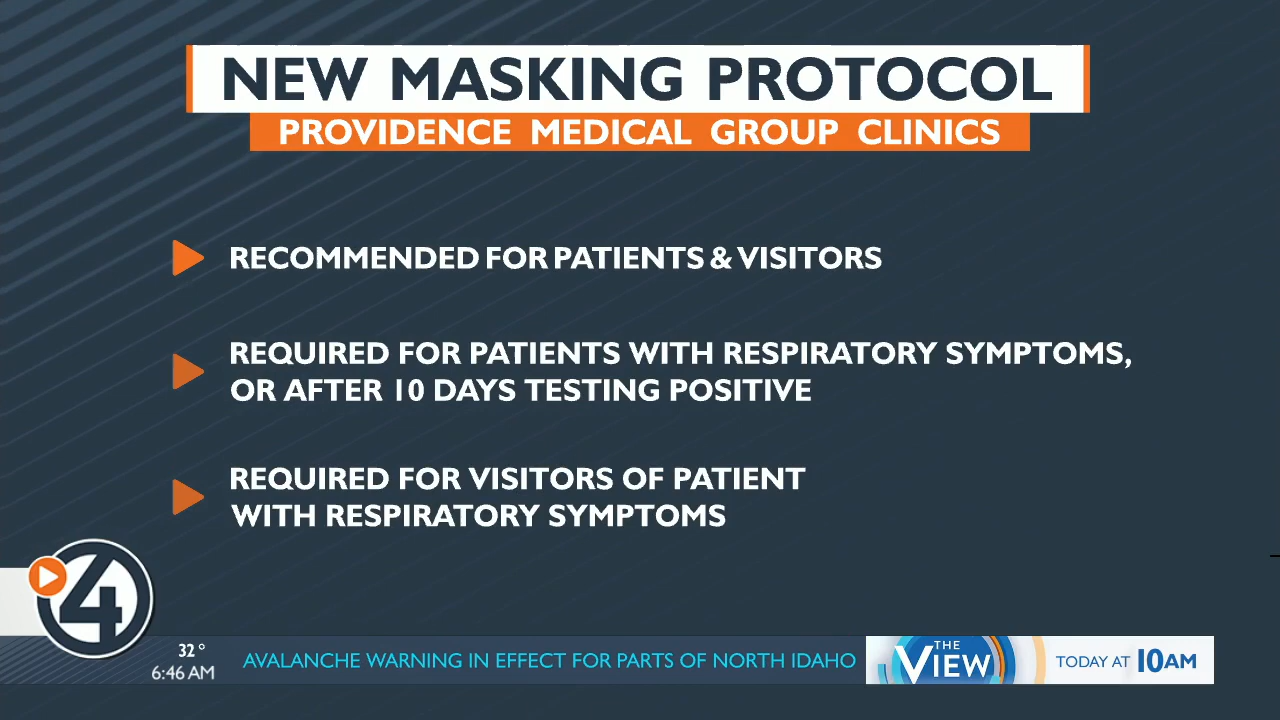 NEW MASKING PROTOCOL
PROVIDENCE MEDICAL GROUP CLINICS
RECOMMENDED FOR PATIENTS & VISITORS
REQUIRED FOR PATIENTS WITH RESPIRATORY SYMPTOMS,
OR AFTER 10 DAYS TESTING POSITIVE
REQUIRED FOR VISITORS OF PATIENT
WITH RESPIRATORY SYMPTOMS
4
32°
6:46 AM
AVALANCHE WARNING IN EFFECT FOR PARTS OF NORTH IDAHO
THE
VIEW
TODAY AT 10AM